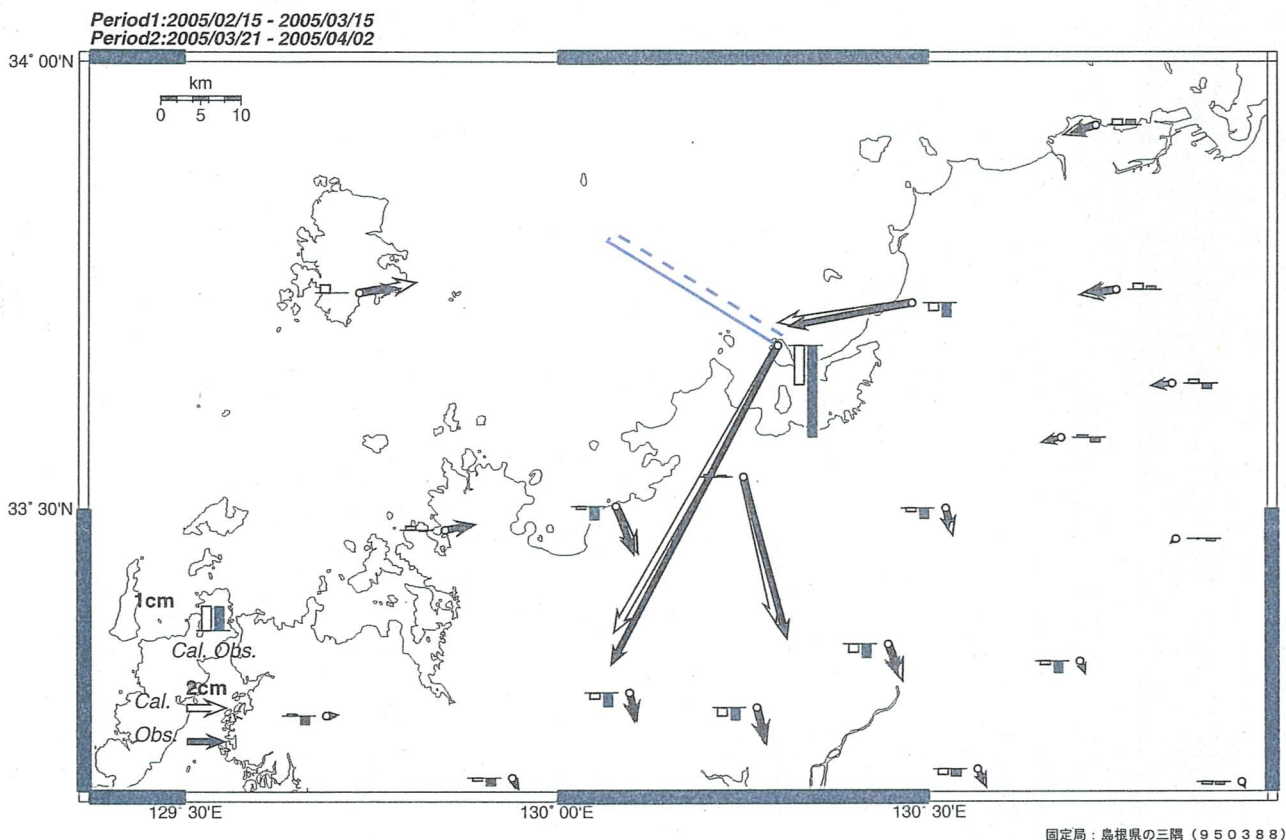 Period1:2005/02/15 - 2005/03/15
Period2:2005/03/21 - 2005/04/02
34° 00'N
km
0 5 10
33° 30'N
1cm
Cal. Obs.
2cm
Cal.
Obs.
129° 30'E
130° 00'E
130° 30'E
固定局：島根県の三隅（９５０３８８）